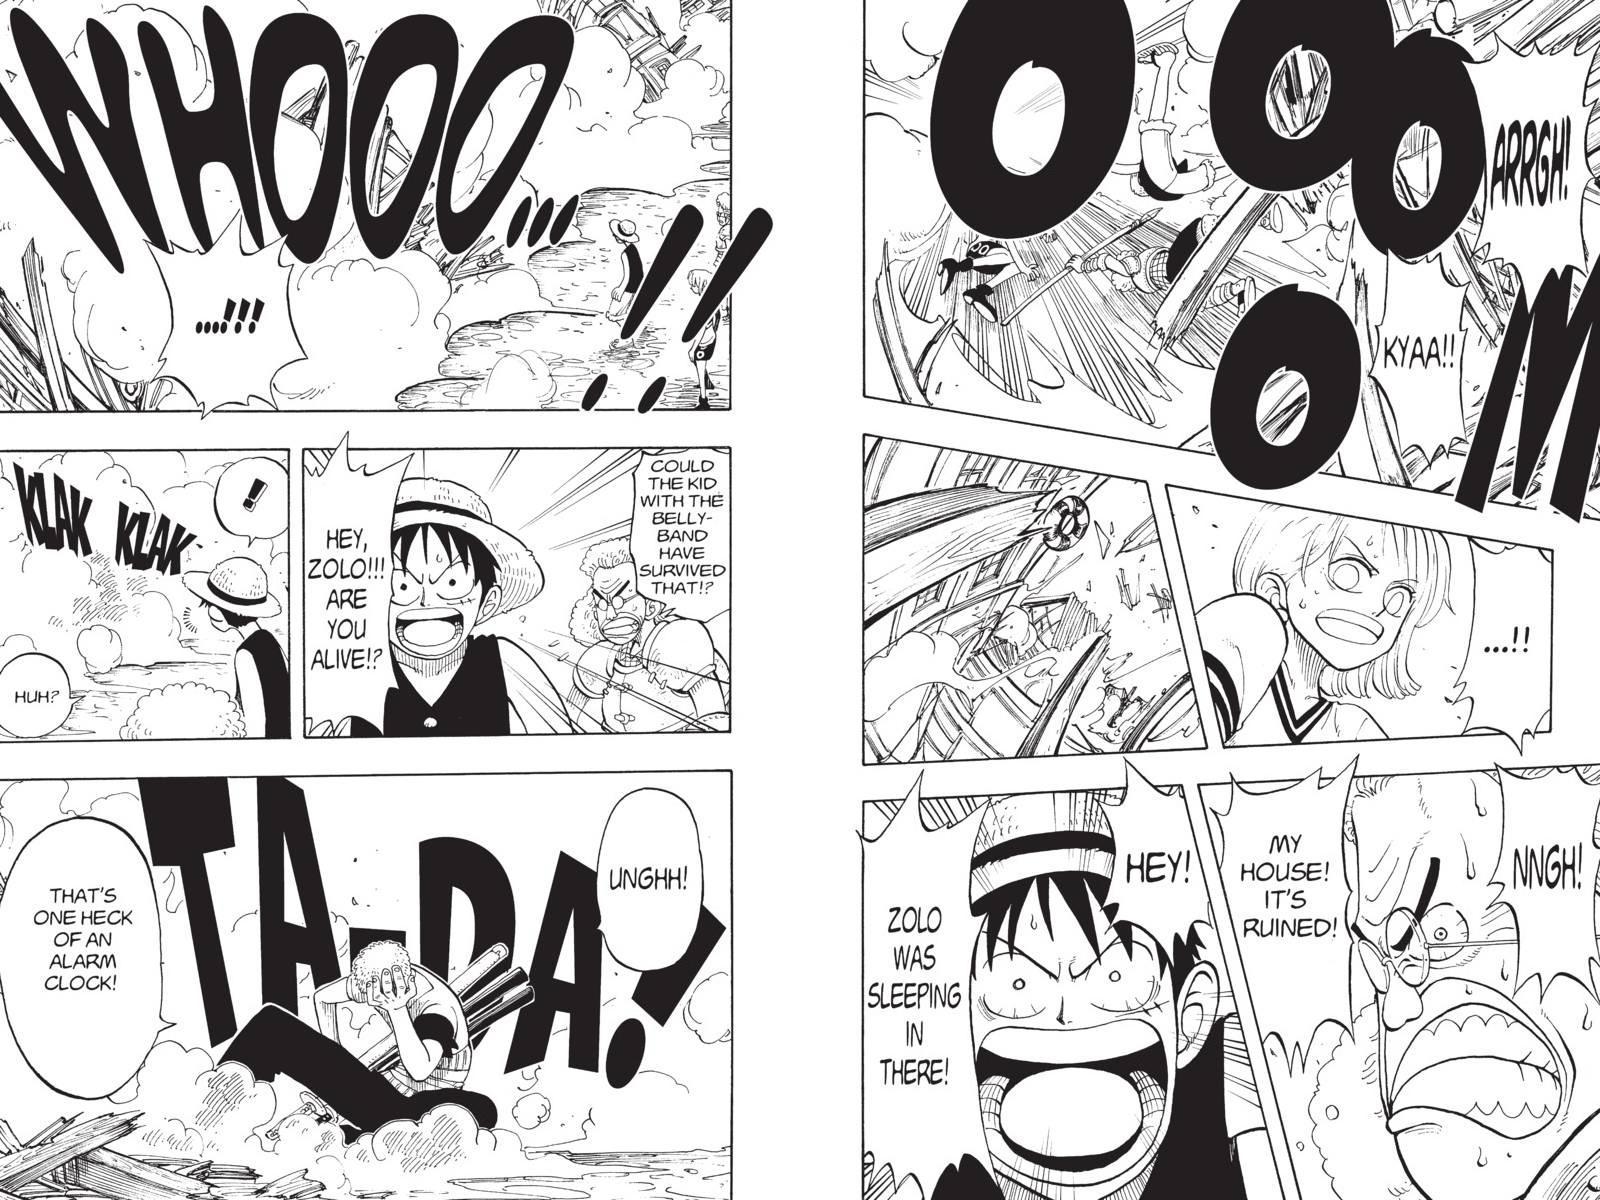 OOOOM
ARRGH!
KYAA!!
...!!
NNGH!
MY
HOUSE!
IT'S
RUINED!
HEY!
ZOLO
WAS
SLEEPING
IN
THERE!
WHOOO...!!
....!!!
COULD
THE KID
WITH THE
BELLY-
BAND
HAVE
SURVIVED
THAT!?
HEY,
ZOLO!!!
ARE
YOU
ALIVE!?
!
KLAK KLAK
HUH?
UNGHH!
TA-DA!
THAT'S
ONE HECK
OF AN
ALARM
CLOCK!